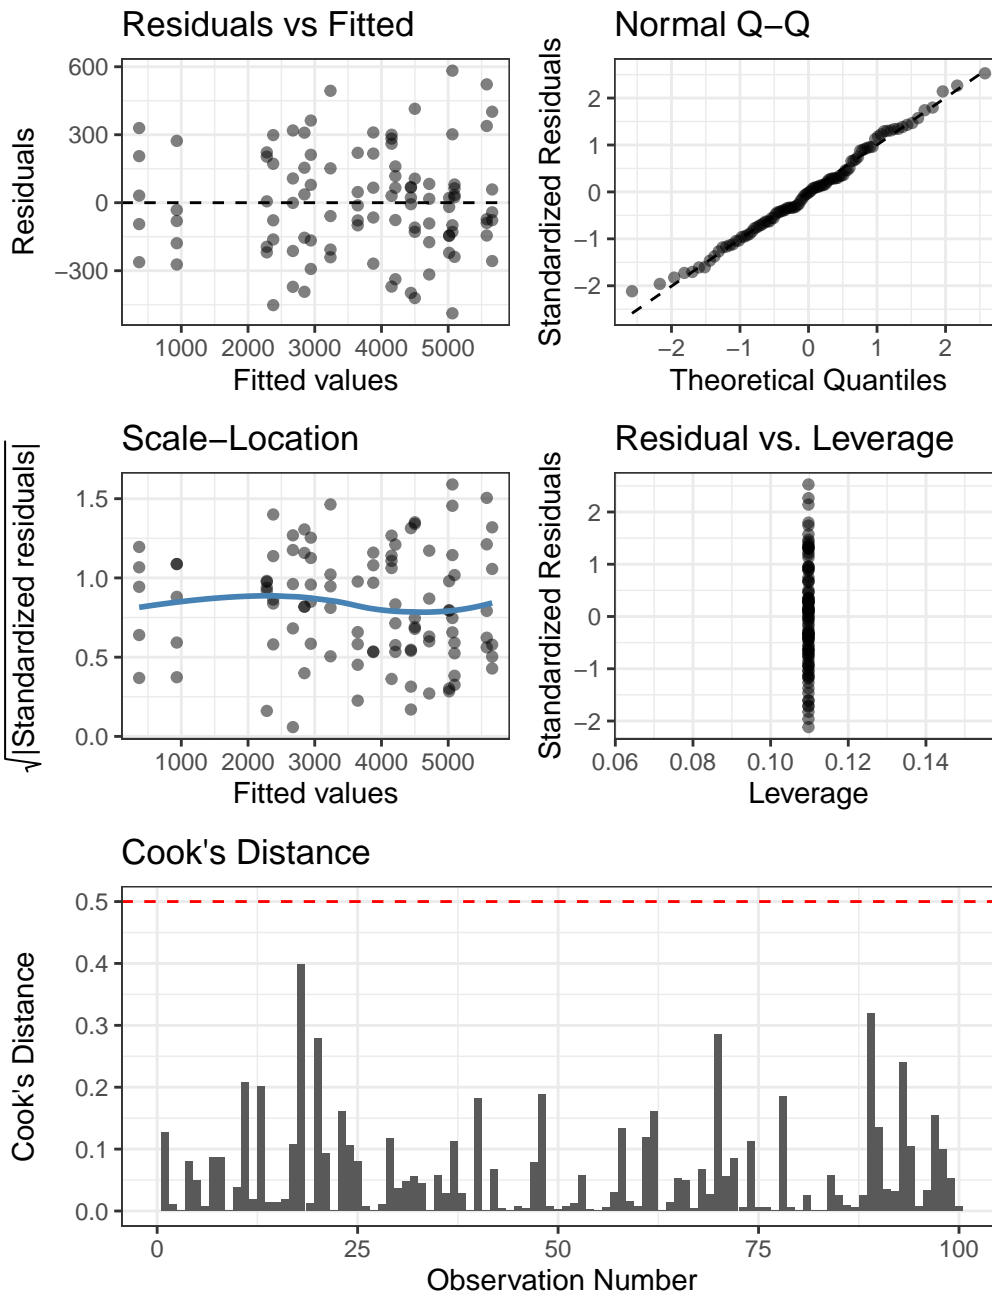 Residuals vs Fitted
Residuals
600
300
0
−300
1000 2000 3000 4000 5000
Fitted values
Normal Q−Q
Standardized Residuals
2
1
0
−1
−2
−2 −1 0 1 2
Theoretical Quantiles
Scale−Location
√|Standardized residuals|
1.5
1.0
0.5
0.0
1000 2000 3000 4000 5000
Fitted values
Residual vs. Leverage
Standardized Residuals
2
1
0
−1
−2
0.06 0.08 0.10 0.12 0.14
Leverage
Cook's Distance
Cook's Distance
0.5
0.4
0.3
0.2
0.1
0.0
0 25 50 75 100
Observation Number